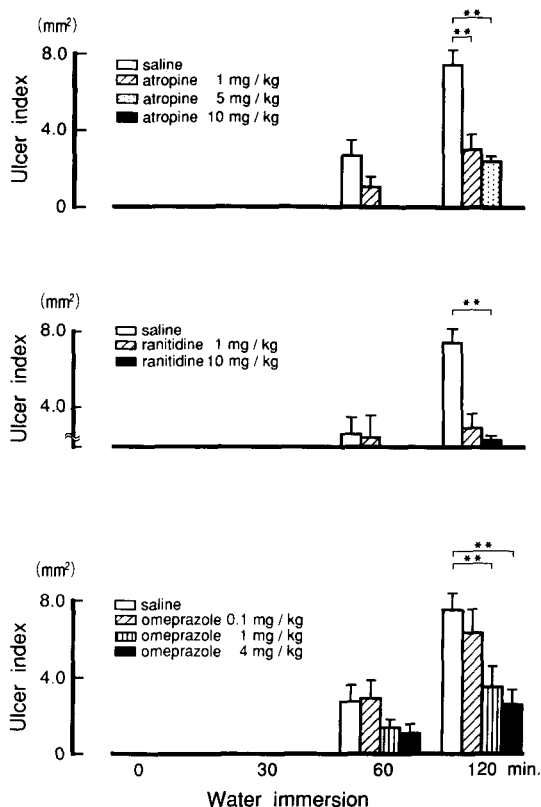 **
**
(mm²)
8.0
4.0
0
Ulcer index
saline
atropine 1 mg / kg
atropine 5 mg / kg
atropine 10 mg / kg
**
(mm²)
8.0
4.0
Ulcer index
saline
ranitidine 1 mg / kg
ranitidine 10 mg / kg
**
**
(mm²)
8.0
4.0
0
Ulcer index
saline
omeprazole 0.1 mg / kg
omeprazole 1 mg / kg
omeprazole 4 mg / kg
0 30 60 120 min.
Water immersion